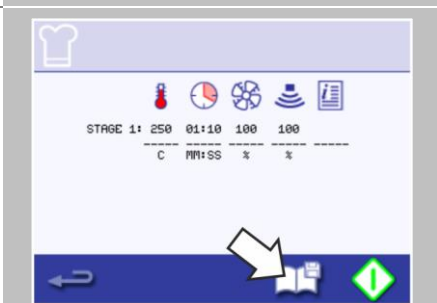 STAGE 1: 250 01:10 100 100
----- ----- ----- ----- -----
C MM:SS % %